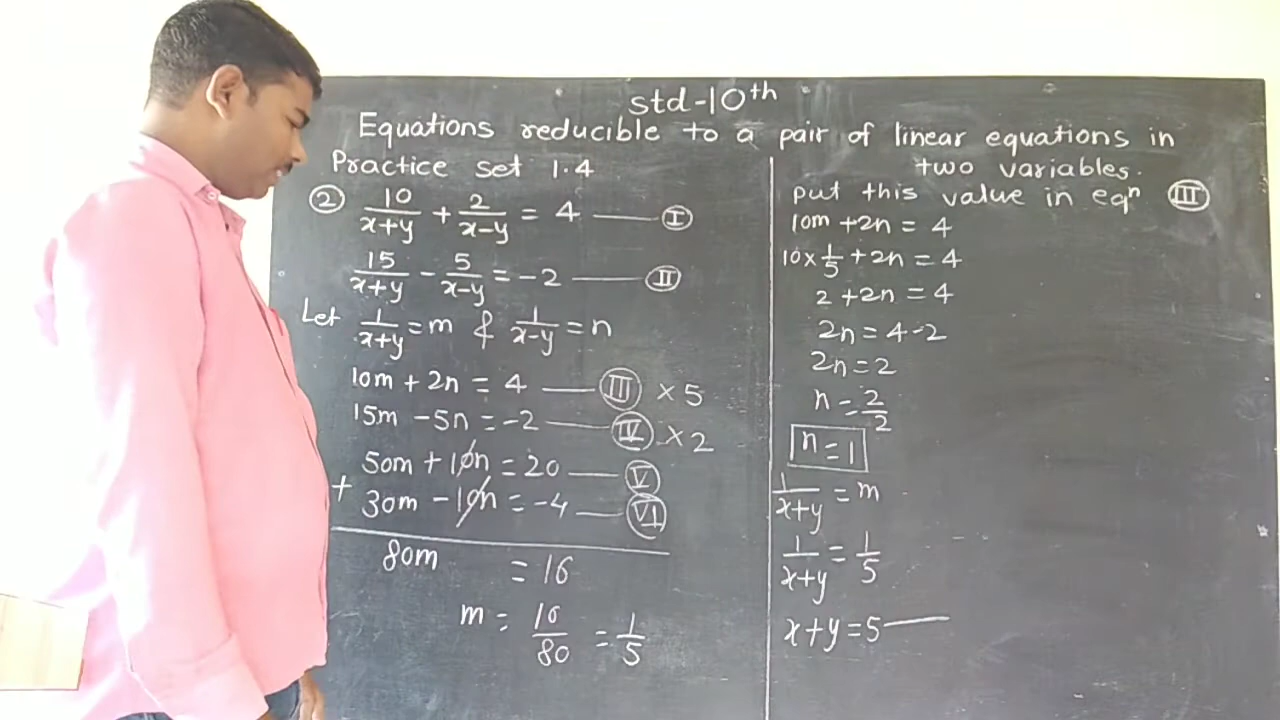 std-10th
Equations reducible to a pair of linear equations in
two variables.
Practice set 1.4
② 10/(x+y) + 2/(x-y) = 4 —— Ⅰ
15/(x+y) - 5/(x-y) = -2 —— Ⅱ
Let 1/(x+y) = m & 1/(x-y) = n
10m + 2n = 4 —— Ⅲ × 5
15m - 5n = -2 —— Ⅳ × 2
50m + 10n = 20 —— Ⅴ
+ 30m - 10n = -4 —— Ⅵ
80m = 16
m = 16/80 = 1/5
put this value in eqn Ⅲ
10m + 2n = 4
10 × 1/5 + 2n = 4
2 + 2n = 4
2n = 4 - 2
2n = 2
n = 2/2
n = 1
1/(x+y) = m
1/(x+y) = 1/5
x + y = 5 ——